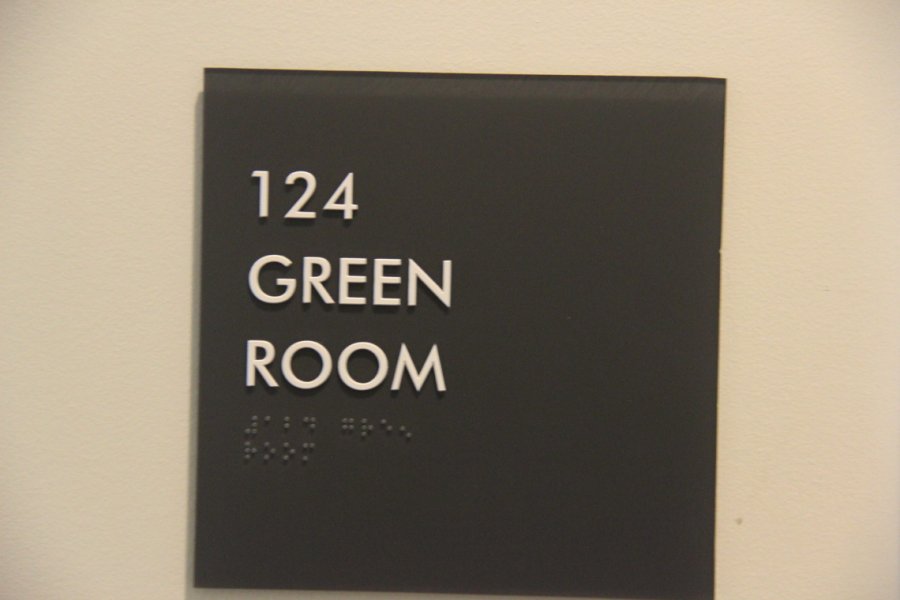 124
GREEN
ROOM
⠼⠁⠃⠙ ⠛⠗⠑⠢
⠗⠕⠕⠍